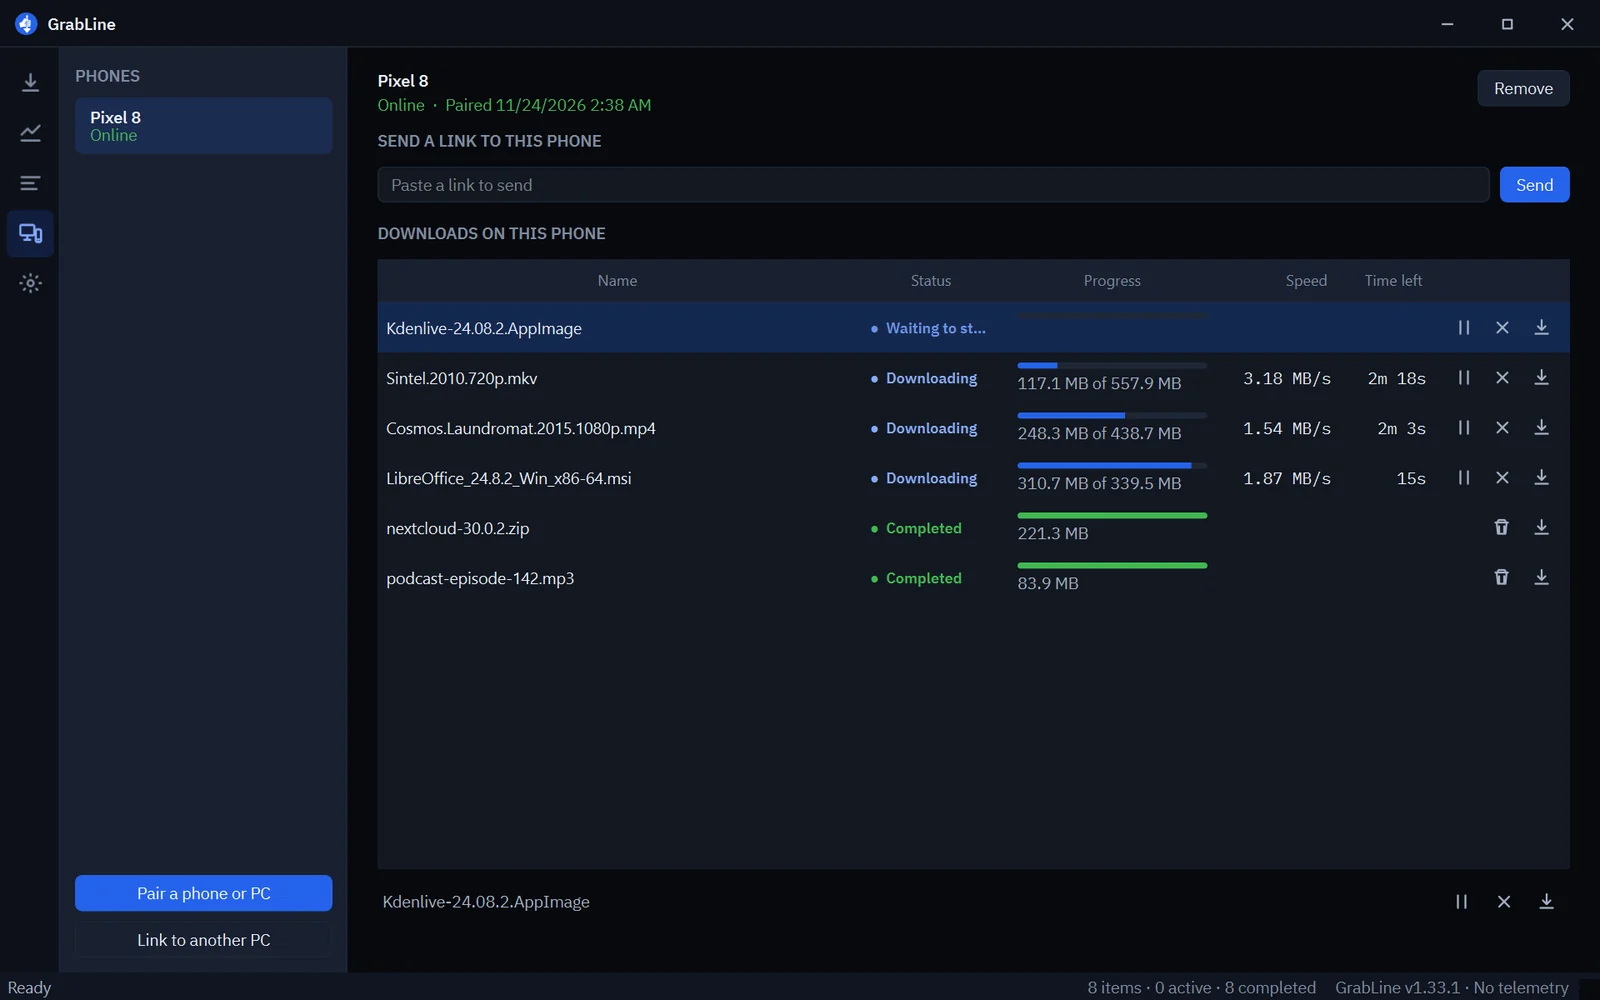 GrabLine
PHONES
Pixel 8
Online
Pair a phone or PC
Link to another PC
Pixel 8
Online · Paired 11/24/2026 2:38 AM
Remove
SEND A LINK TO THIS PHONE
Paste a link to send
Send
DOWNLOADS ON THIS PHONE
Name Status Progress Speed Time left
Kdenlive-24.08.2.AppImage • Waiting to st...
Sintel.2010.720p.mkv • Downloading 117.1 MB of 557.9 MB 3.18 MB/s 2m 18s
Cosmos.Laundromat.2015.1080p.mp4 • Downloading 248.3 MB of 438.7 MB 1.54 MB/s 2m 3s
LibreOffice_24.8.2_Win_x86-64.msi • Downloading 310.7 MB of 339.5 MB 1.87 MB/s 15s
nextcloud-30.0.2.zip • Completed 221.3 MB
podcast-episode-142.mp3 • Completed 83.9 MB
Kdenlive-24.08.2.AppImage
Ready
8 items · 0 active · 8 completed GrabLine v1.33.1 · No telemetry